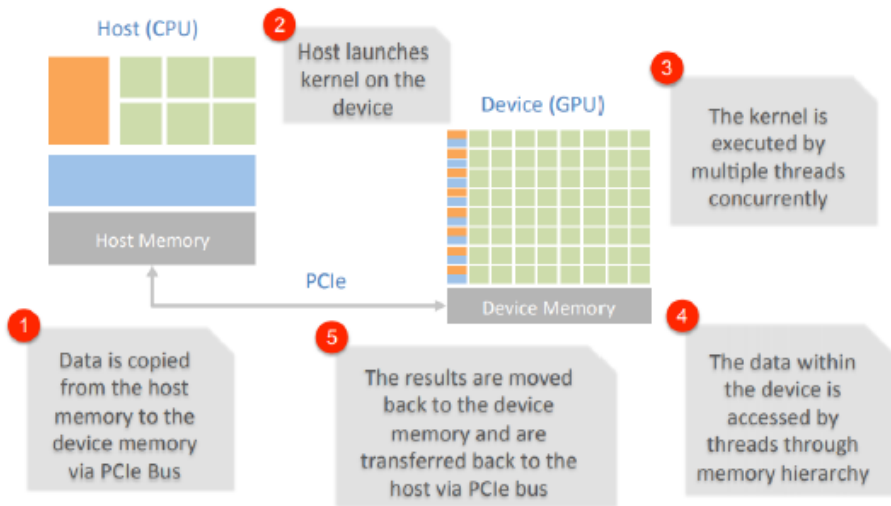 Host (CPU)
2
Host launches
kernel on the
device
3
Device (GPU)
The kernel is
executed by
multiple threads
concurrently
Host Memory
PCIe
Device Memory
1
Data is copied
from the host
memory to the
device memory
via PCIe Bus
5
The results are moved
back to the device
memory and are
transferred back to the
host via PCIe bus
4
The data within
the device is
accessed by
threads through
memory hierarchy